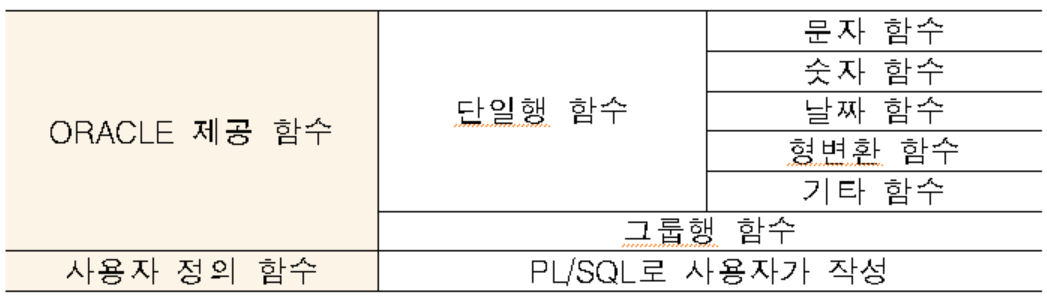 문자 함수
숫자 함수
단일행 함수
날짜 함수
ORACLE 제공 함수
형변환 함수
기타 함수
그룹행 함수
사용자 정의 함수
PL/SQL로 사용자가 작성